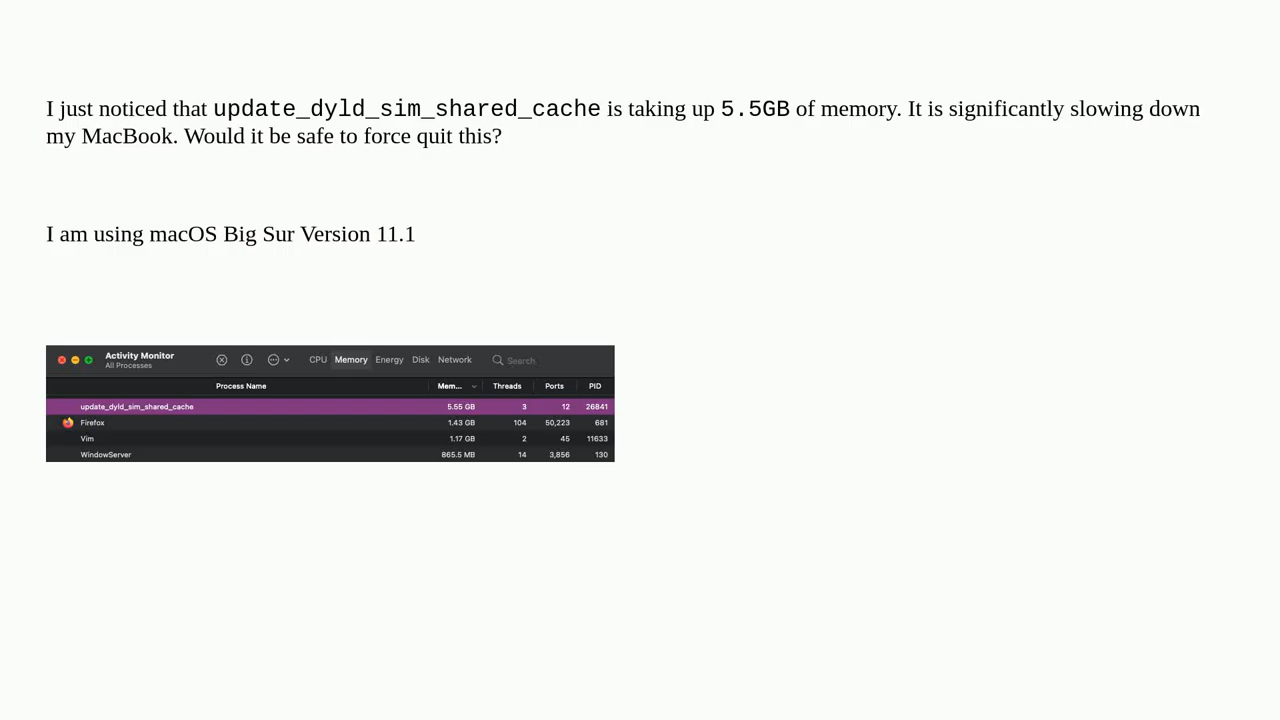 I just noticed that update_dyld_sim_shared_cache is taking up 5.5GB of memory. It is significantly slowing down
my MacBook. Would it be safe to force quit this?
I am using macOS Big Sur Version 11.1
Activity Monitor
All Processes
CPU Memory Energy Disk Network Search
Process Name Mem... Threads Ports PID
update_dyld_sim_shared_cache 5.55 GB 3 12 26841
Firefox 1.43 GB 104 50,223 681
Vim 1.17 GB 2 45 11633
WindowServer 865.5 MB 14 3,856 130